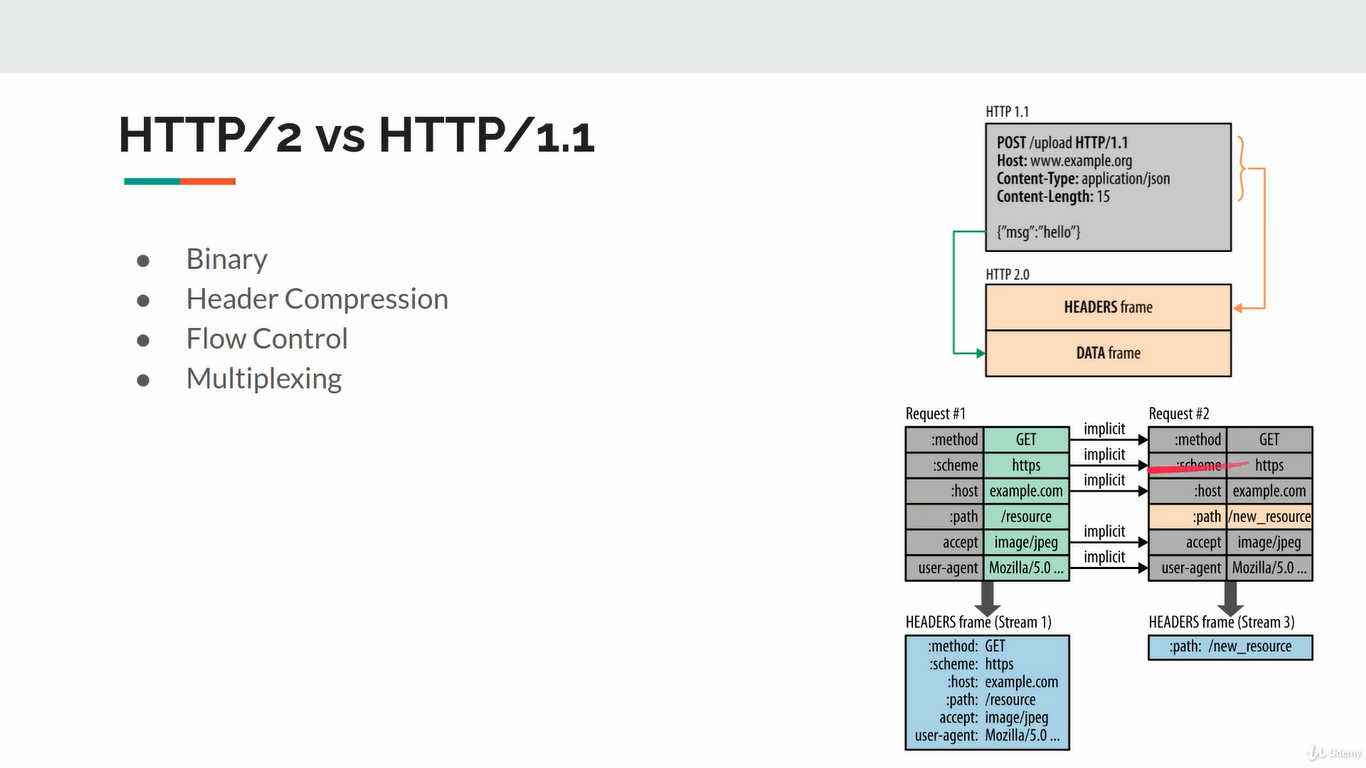 HTTP/2 vs HTTP/1.1
● Binary
● Header Compression
● Flow Control
● Multiplexing
HTTP 1.1
POST /upload HTTP/1.1
Host: www.example.org
Content-Type: application/json
Content-Length: 15
{"msg":"hello"}
HTTP 2.0
HEADERS frame
DATA frame
Request #1
:method GET
:scheme https
:host example.com
:path /resource
accept image/jpeg
user-agent Mozilla/5.0 ...
implicit
implicit
implicit
implicit
implicit
Request #2
:method GET
:scheme https
:host example.com
:path /new_resource
accept image/jpeg
user-agent Mozilla/5.0 ...
HEADERS frame (Stream 1)
:method: GET
:scheme: https
:host: example.com
:path: /resource
accept: image/jpeg
user-agent: Mozilla/5.0 ...
HEADERS frame (Stream 3)
:path: /new_resource
Udemy